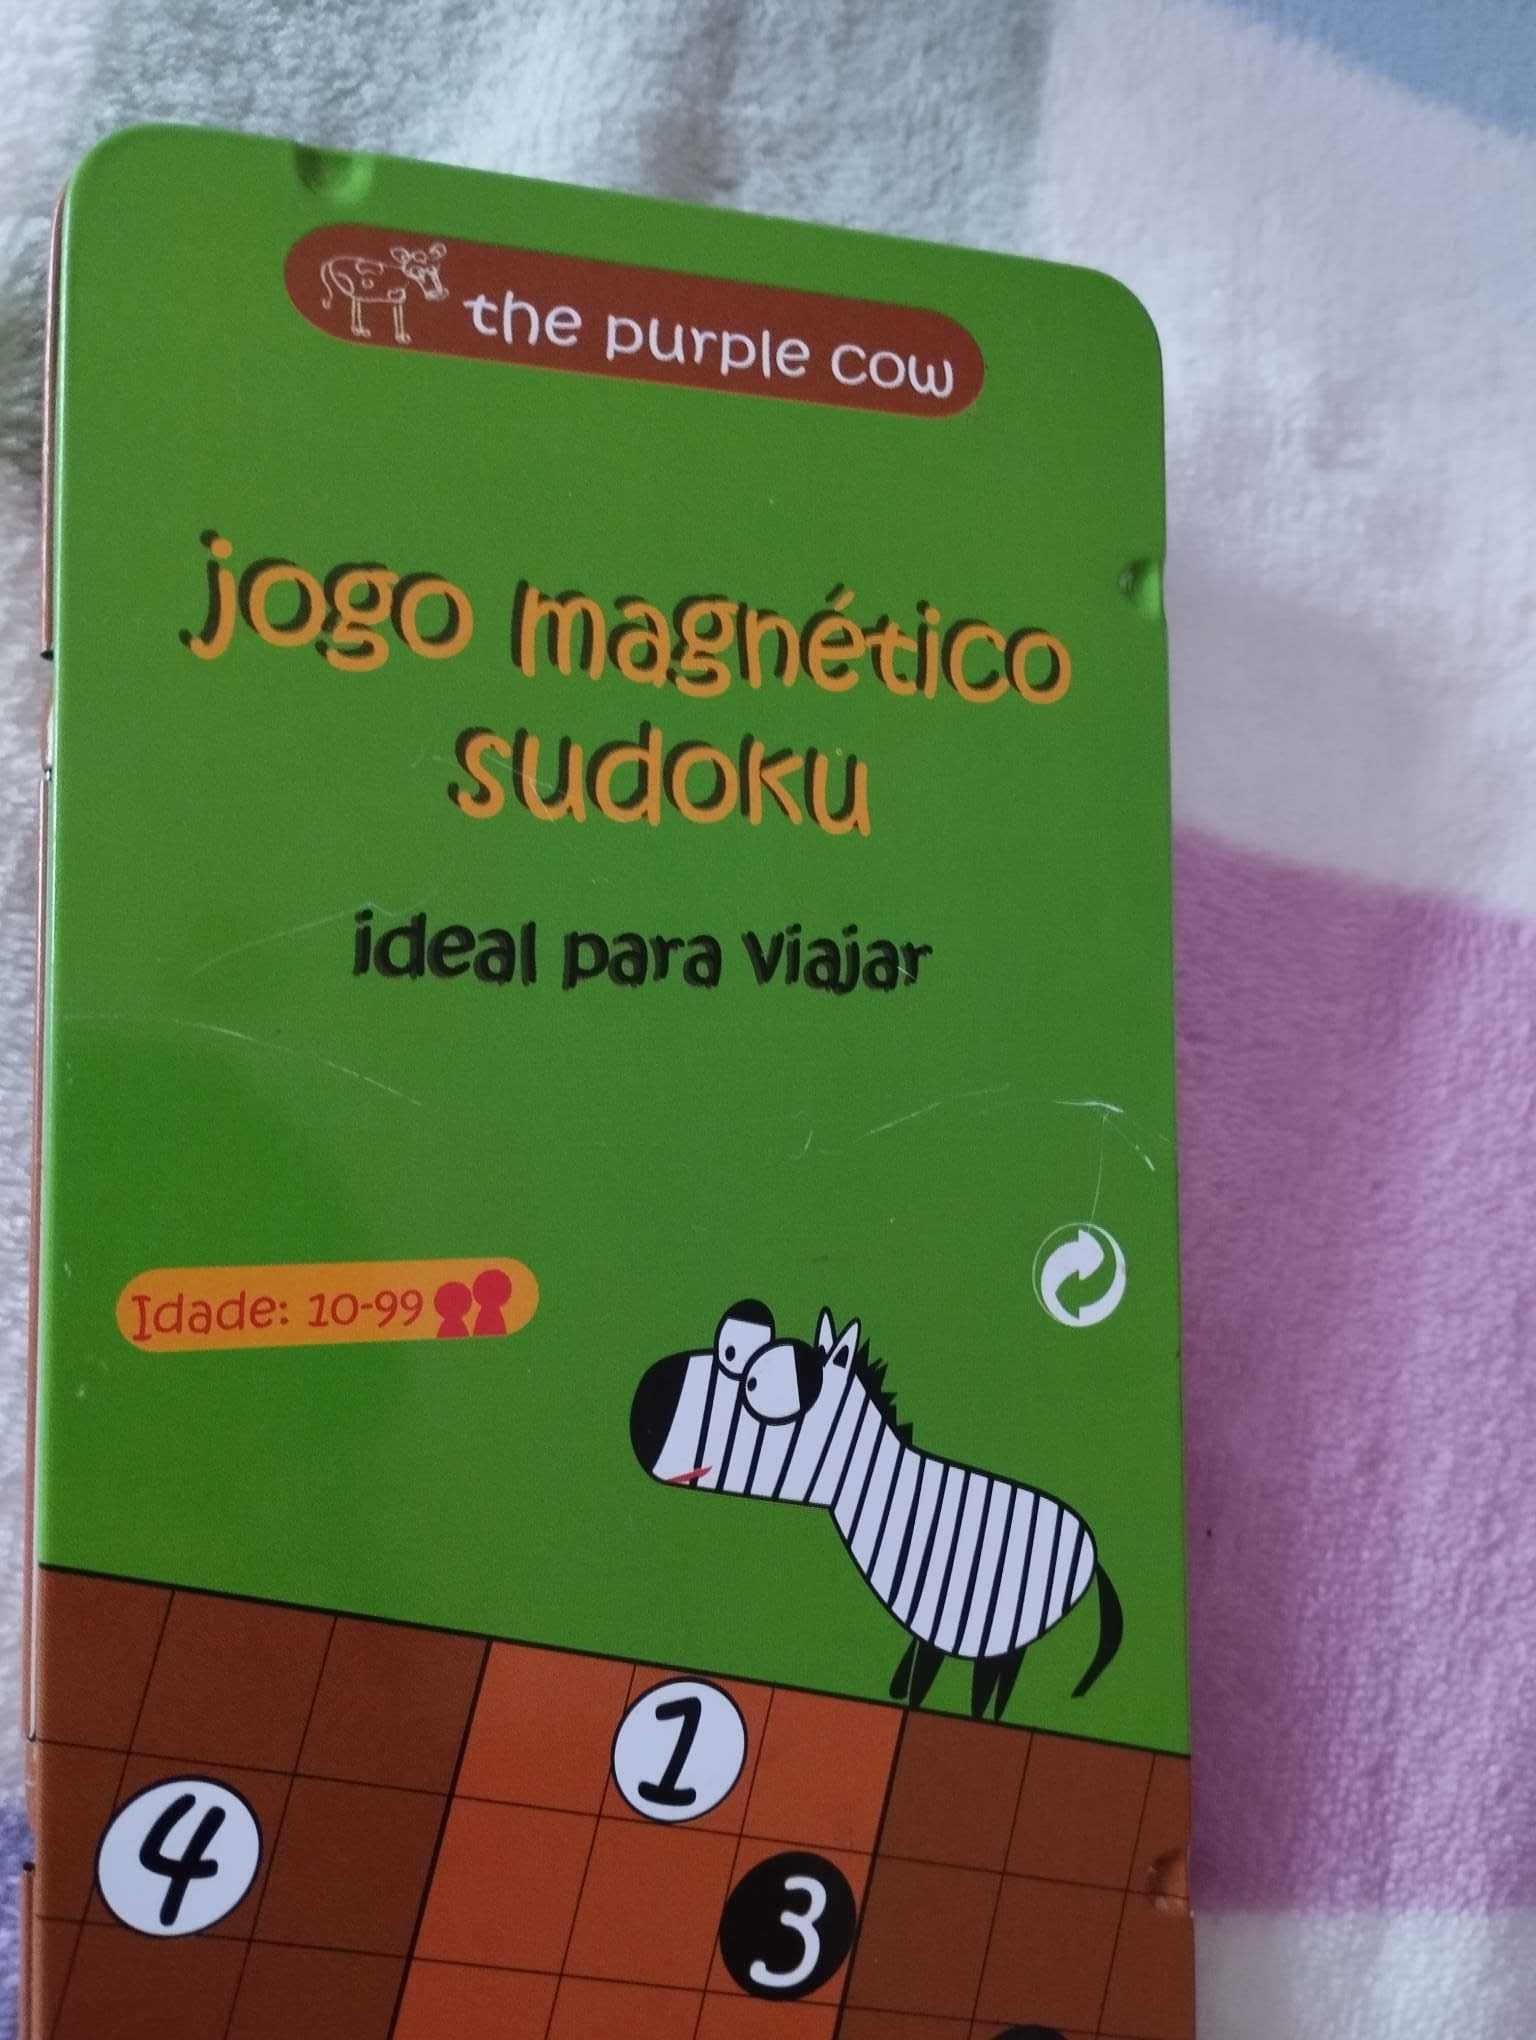 the purple cow
jogo magnético
sudoku
ideal para viajar
Idade: 10-99
1
4
3